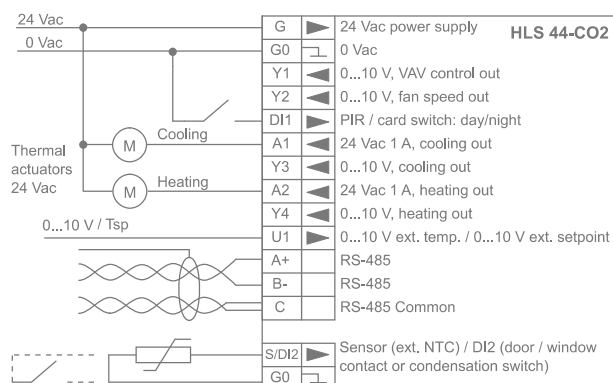 24 Vac
G 24 Vac power supply HLS 44-CO2
0 Vac
G0 0 Vac
Y1 0...10 V, VAV control out
Y2 0...10 V, fan speed out
DI1 PIR / card switch: day/night
M Cooling A1 24 Vac 1 A, cooling out
Thermal
actuators
24 Vac
Y3 0...10 V, cooling out
M Heating A2 24 Vac 1 A, heating out
Y4 0...10 V, heating out
0...10 V / Tsp U1 0...10 V ext. temp. / 0...10 V ext. setpoint
A+ RS-485
B- RS-485
C RS-485 Common
S/DI2 Sensor (ext. NTC) / DI2 (door / window
contact or condensation switch)
G0